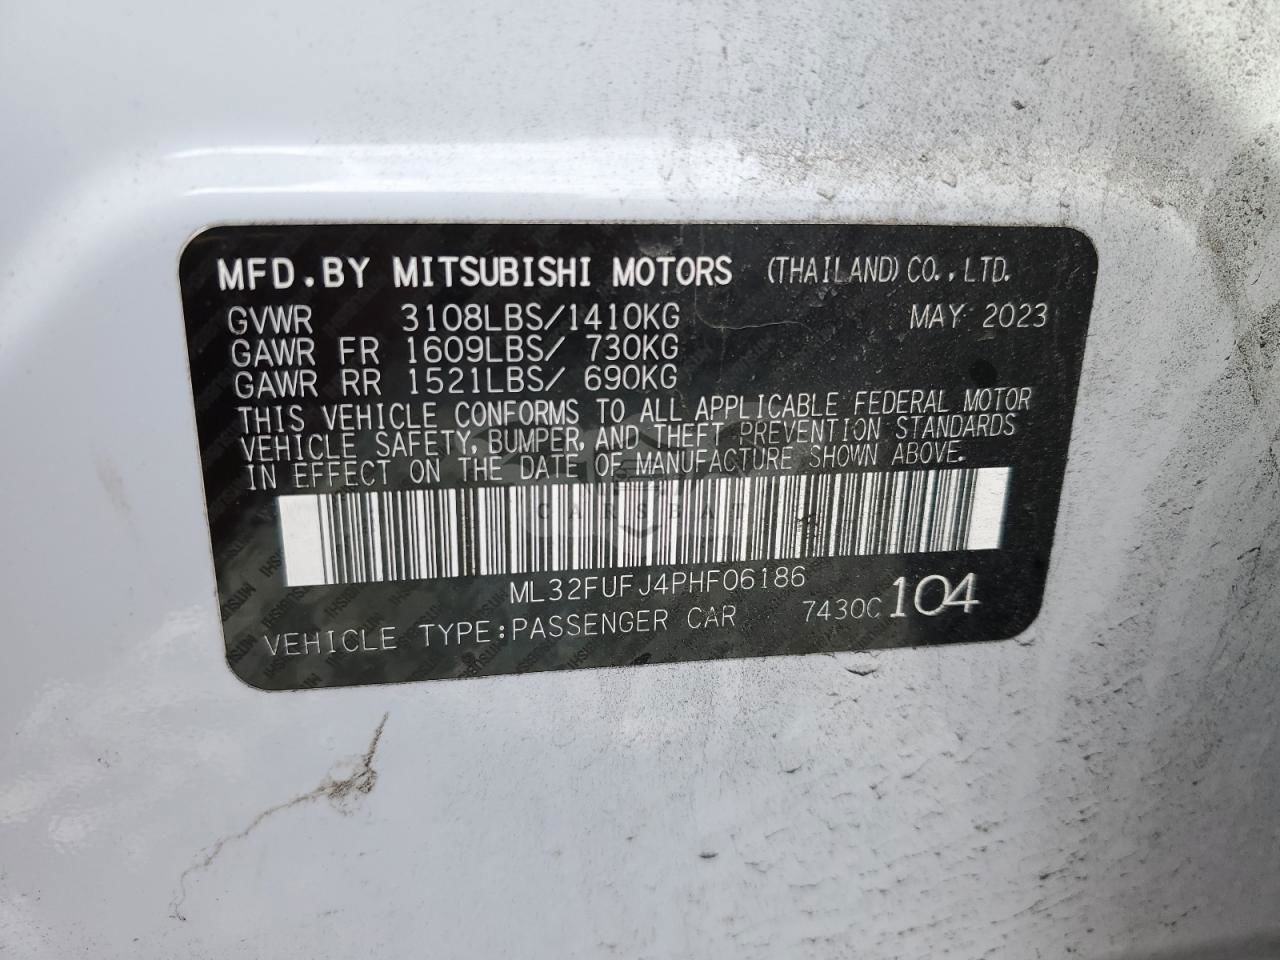 MFD.BY MITSUBISHI MOTORS (THAILAND) CO.,LTD.
GVWR 3108LBS/1410KG MAY 2023
GAWR FR 1609LBS/ 730KG
GAWR RR 1521LBS/ 690KG
THIS VEHICLE CONFORMS TO ALL APPLICABLE FEDERAL MOTOR
VEHICLE SAFETY, BUMPER, AND THEFT PREVENTION STANDARDS
IN EFFECT ON THE DATE OF MANUFACTURE SHOWN ABOVE.
CARSBAT
ML32FUFJ4PHF06186
VEHICLE TYPE:PASSENGER CAR 7430C 104